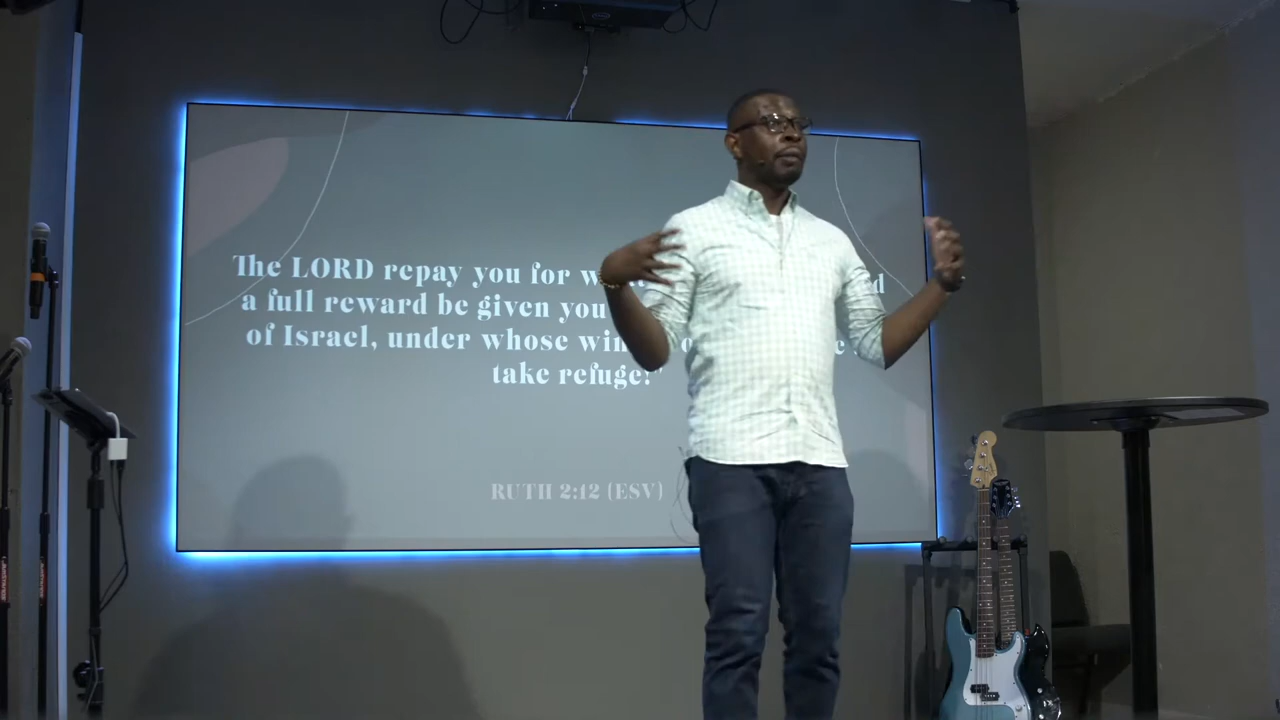 The LORD repay you for
a full reward be given you
of Israel, under whose
take refuge!"
RUTH 2:12 (ESV)